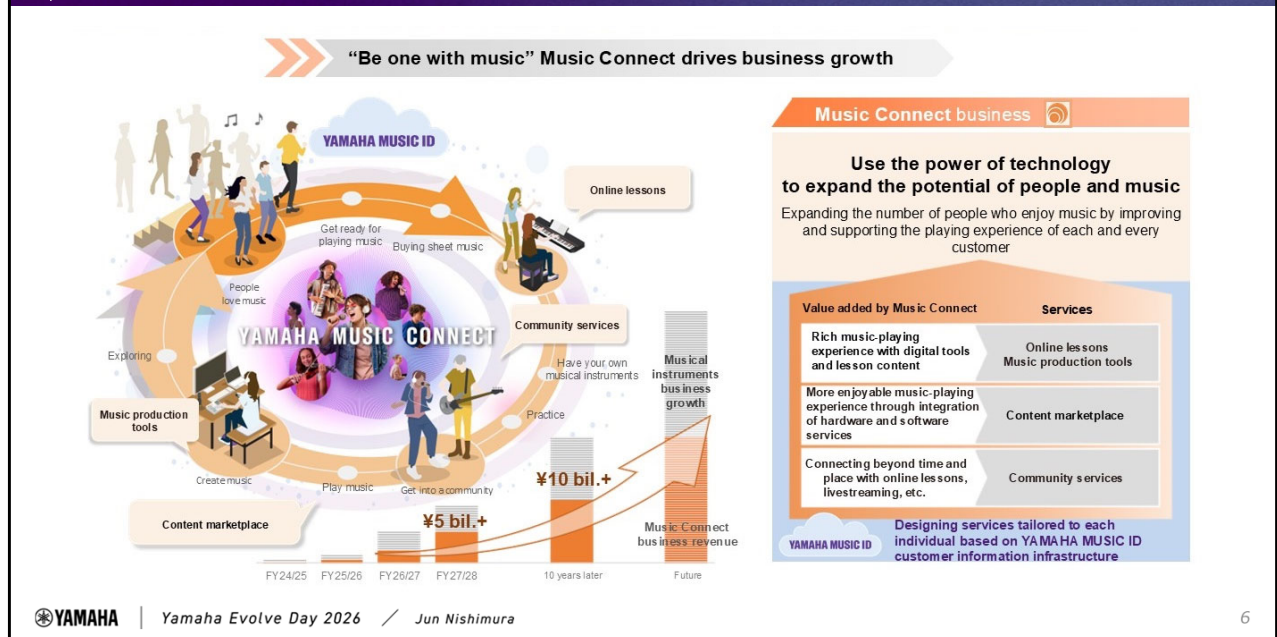 “Be one with music” Music Connect drives business growth
YAMAHA MUSIC ID
Online lessons
Get ready for
playing music
Buying sheet music
People
love music
YAMAHA MUSIC CONNECT
Community services
Exploring
Have your own
musical instruments
Practice
Music production
tools
Create music
Play music
Get into a community
Content marketplace
¥5 bil.+
¥10 bil.+
Musical
instruments
business
growth
Music Connect
business revenue
FY24/25
FY25/26
FY26/27
FY27/28
10 years later
Future
Music Connect business
Use the power of technology
to expand the potential of people and music
Expanding the number of people who enjoy music by improving
and supporting the playing experience of each and every
customer
Value added by Music Connect
Services
Rich music-playing
experience with digital tools
and lesson content
Online lessons
Music production tools
More enjoyable music-playing
experience through integration
of hardware and software
services
Content marketplace
Connecting beyond time and
place with online lessons,
livestreaming, etc.
Community services
YAMAHA MUSIC ID
Designing services tailored to each
individual based on YAMAHA MUSIC ID
customer information infrastructure
YAMAHA
Yamaha Evolve Day 2026 / Jun Nishimura
6